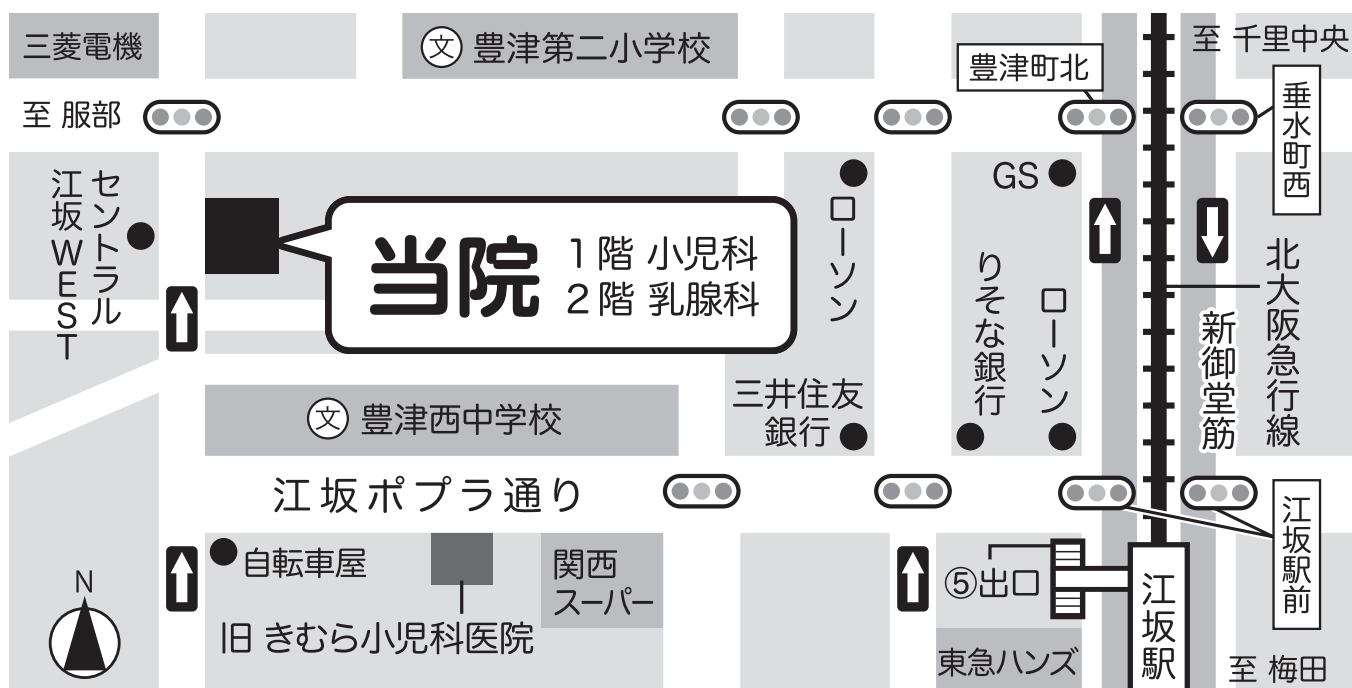 三菱電機
文 豊津第二小学校
至 千里中央
豊津町北
至 服部
垂水町西
セントラル
江坂WEST
当院
1階 小児科
2階 乳腺科
ローソン
GS
りそな銀行
ローソン
北大阪急行線
新御堂筋
三井住友
銀行
文 豊津西中学校
江坂ポプラ通り
江坂駅前
自転車屋
関西
スーパー
⑤出口
江坂駅
N
旧 きむら小児科医院
東急ハンズ
至 梅田